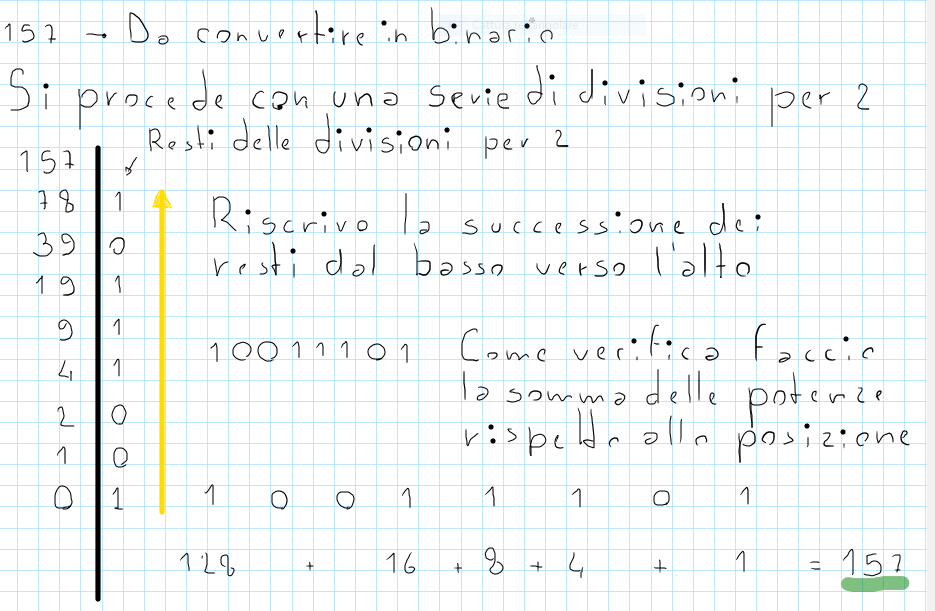 157 → Da convertire in binario
Si procede con una serie di divisioni per 2
Resti delle divisioni per 2
157
78 1
39 0
19 1
9 1
4 1
2 0
1 0
0 1
Riscrivo la successione dei
resti dal basso verso l'alto
10011101
Come verifica faccio
la somma delle potenze
rispetto alla posizione
1 0 0 1 1 1 0 1
128 + 16 + 8 + 4 + 1 = 157